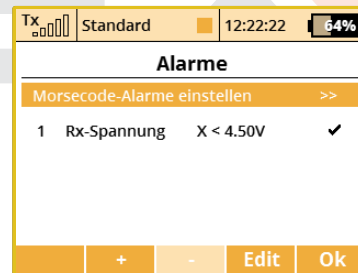 Tx Standard 12:22:22 64%
Alarme
Morsecode-Alarme einstellen >>
1 Rx-Spannung X < 4.50V ✔
+ - Edit Ok